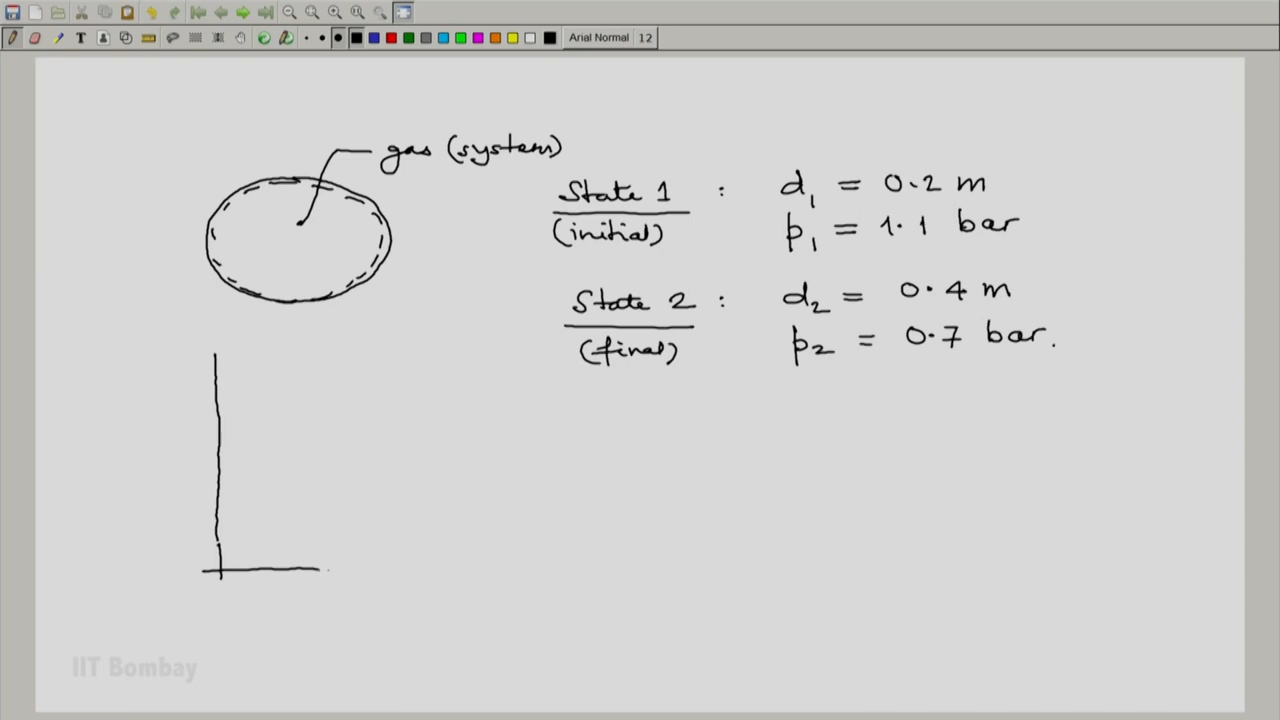 Arial Normal 12
gas (system)
State 1 : d₁ = 0.2 m
(initial) p₁ = 1.1 bar
State 2 : d₂ = 0.4 m
(final) p₂ = 0.7 bar.
IIT Bombay